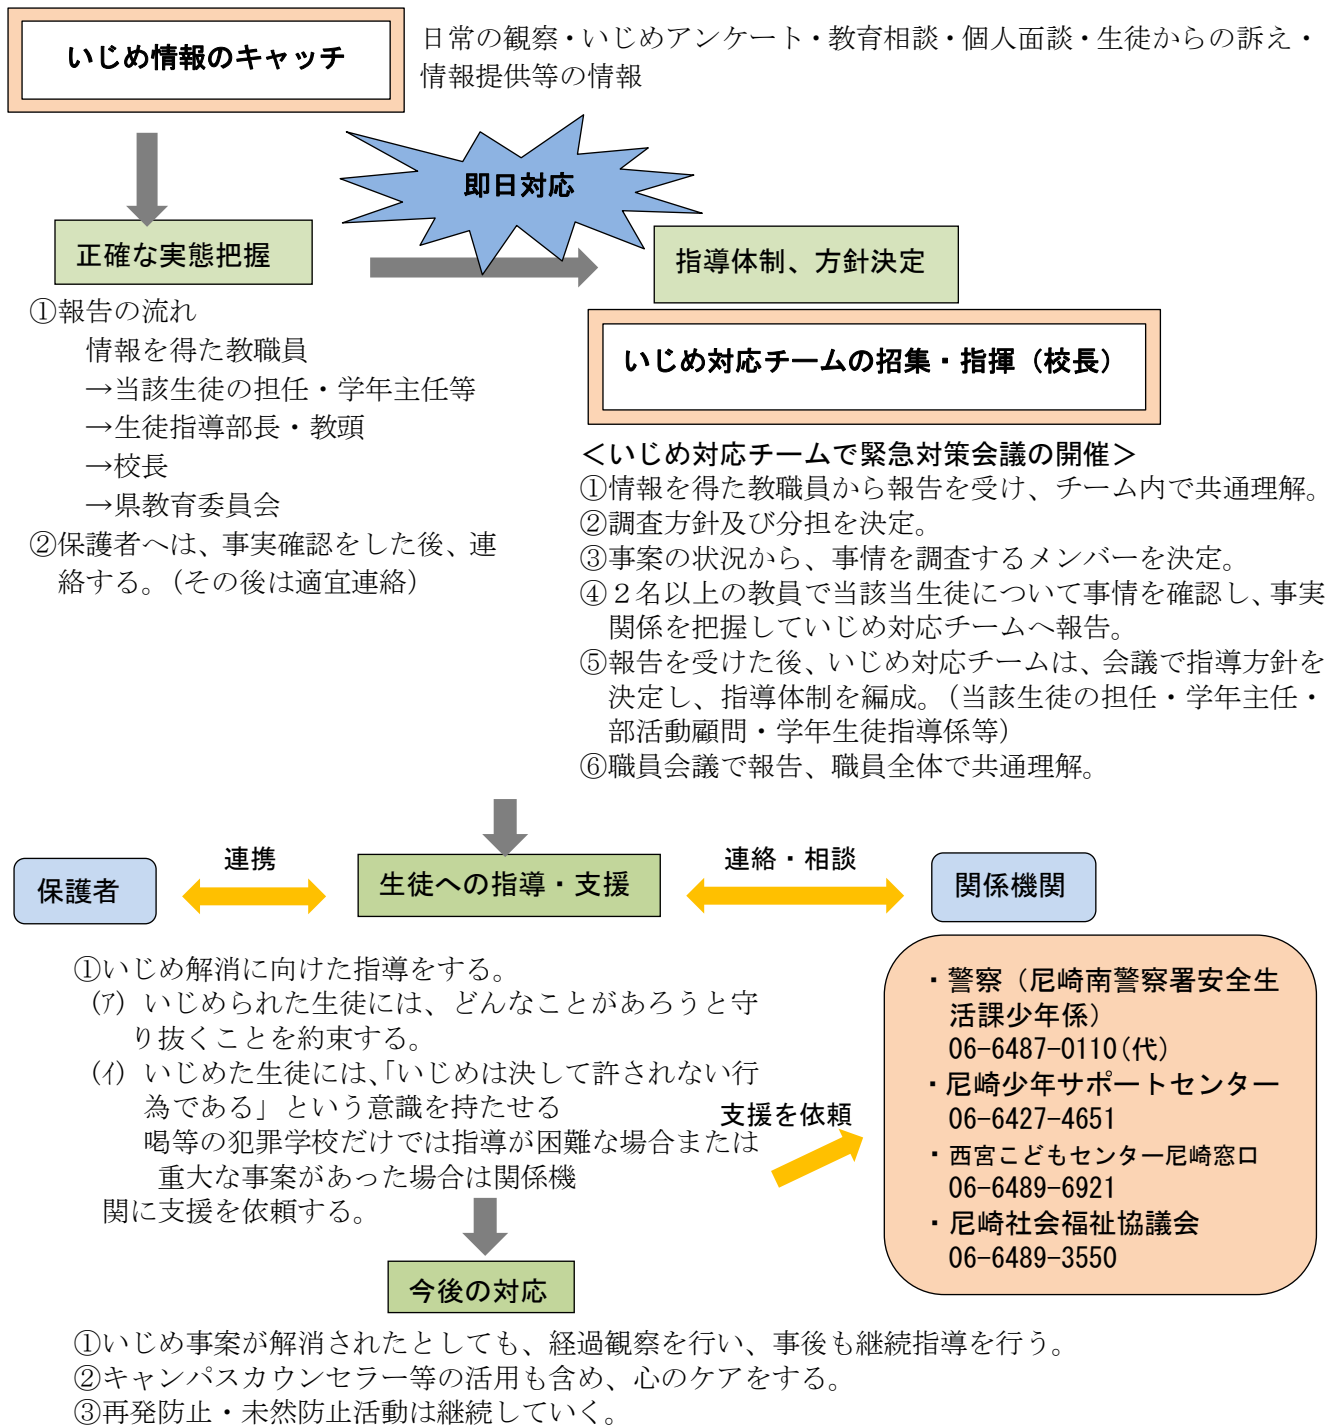 いじめ情報のキャッチ
日常の観察・いじめアンケート・教育相談・個人面談・生徒からの訴え・
情報提供等の情報
即日対応
正確な実態把握
①報告の流れ
情報を得た教職員
→当該生徒の担任・学年主任等
→生徒指導部長・教頭
→校長
→県教育委員会
②保護者へは、事実確認をした後、連
絡する。（その後は適宜連絡）
指導体制、方針決定
いじめ対応チームの招集・指揮（校長）
＜いじめ対応チームで緊急対策会議の開催＞
①情報を得た教職員から報告を受け、チーム内で共通理解。
②調査方針及び分担を決定。
③事案の状況から、事情を調査するメンバーを決定。
④２名以上の教員で当該当生徒について事情を確認し、事実
関係を把握していじめ対応チームへ報告。
⑤報告を受けた後、いじめ対応チームは、会議で指導方針を
決定し、指導体制を編成。（当該生徒の担任・学年主任・
部活動顧問・学年生徒指導係等）
⑥職員会議で報告、職員全体で共通理解。
保護者
連携
生徒への指導・支援
連絡・相談
関係機関
①いじめ解消に向けた指導をする。
(ｱ) いじめられた生徒には、どんなことがあろうと守
り抜くことを約束する。
(ｲ) いじめた生徒には、「いじめは決して許されない行
為である」という意識を持たせる
喝等の犯罪学校だけでは指導が困難な場合または
重大な事案があった場合は関係機
関に支援を依頼する。
支援を依頼
・警察（尼崎南警察署安全生
活課少年係）
06-6487-0110(代)
・尼崎少年サポートセンター
06-6427-4651
・西宮こどもセンター尼崎窓口
06-6489-6921
・尼崎社会福祉協議会
06-6489-3550
今後の対応
①いじめ事案が解消されたとしても、経過観察を行い、事後も継続指導を行う。
②キャンパスカウンセラー等の活用も含め、心のケアをする。
③再発防止・未然防止活動は継続していく。